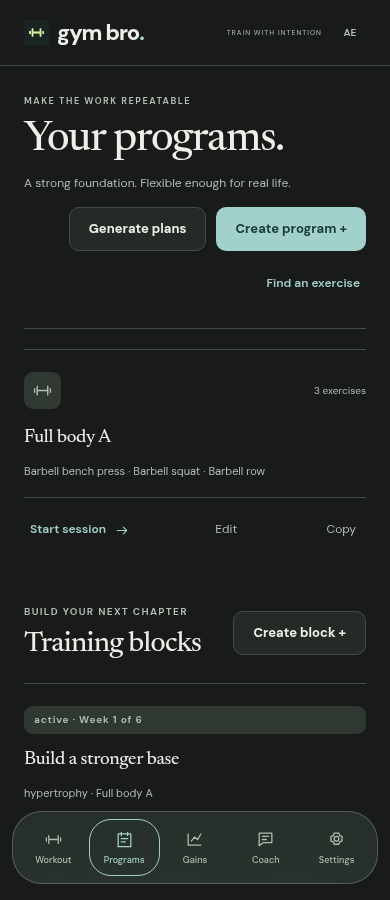 gym bro.
TRAIN WITH INTENTION
AE
MAKE THE WORK REPEATABLE
Your programs.
A strong foundation. Flexible enough for real life.
Generate plans
Create program +
Find an exercise
3 exercises
Full body A
Barbell bench press · Barbell squat · Barbell row
Start session →
Edit
Copy
BUILD YOUR NEXT CHAPTER
Training blocks
Create block +
active · Week 1 of 6
Build a stronger base
hypertrophy · Full body A
Workout
Programs
Gains
Coach
Settings